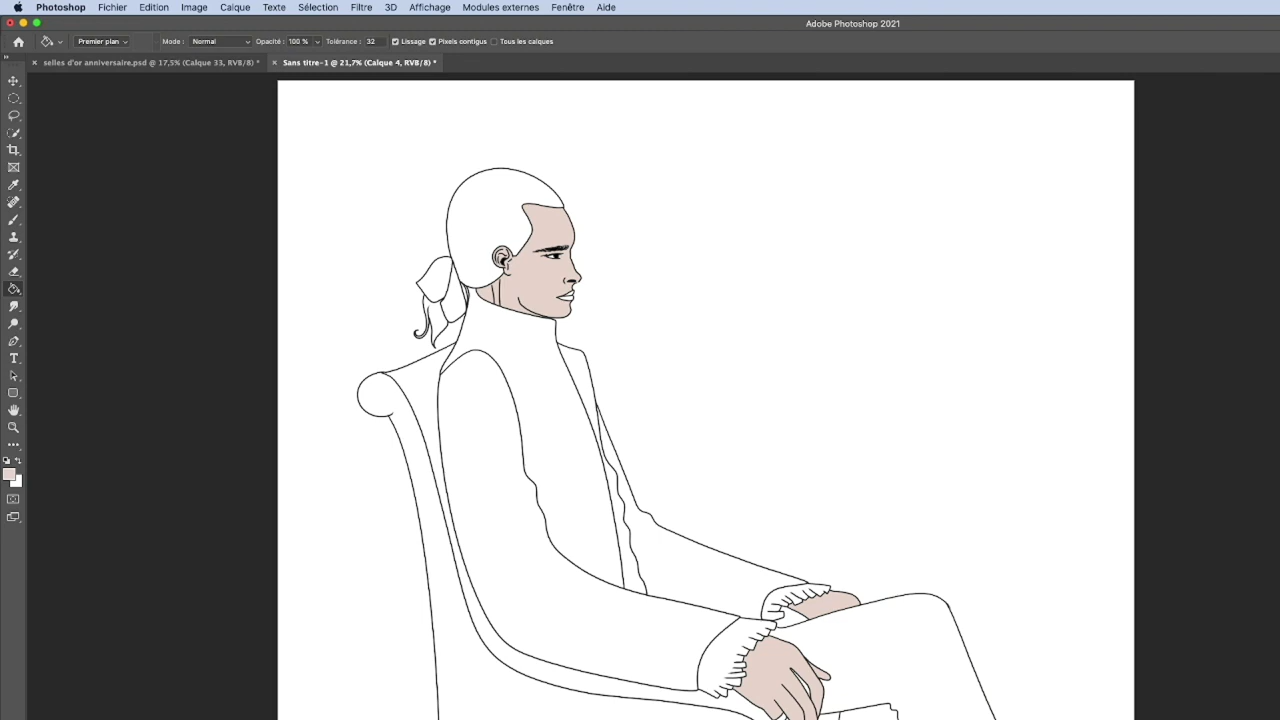 Photoshop Fichier Edition Image Calque Texte Sélection Filtre 3D Affichage Modules externes Fenêtre Aide
Adobe Photoshop 2021
Premier plan Mode : Normal Opacité : 100 % Tolérance : 32 Lissage Pixels contigus Tous les calques
selles d'or anniversaire.psd @ 17,5% (Calque 33, RVB/8) * Sans titre-1 @ 21,7% (Calque 4, RVB/8) *